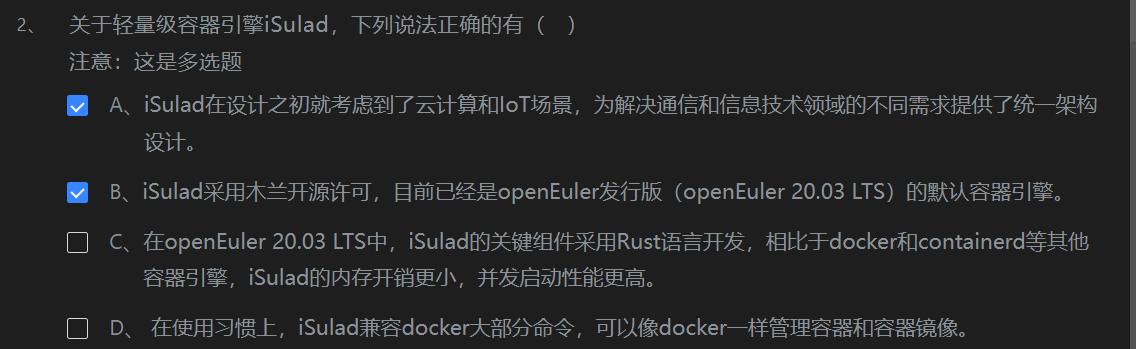 2、 关于轻量级容器引擎iSulad，下列说法正确的有（ ）
注意：这是多选题
A、iSulad在设计之初就考虑到了云计算和IoT场景，为解决通信和信息技术领域的不同需求提供了统一架构
设计。
B、iSulad采用木兰开源许可，目前已经是openEuler发行版（openEuler 20.03 LTS）的默认容器引擎。
C、在openEuler 20.03 LTS中，iSulad的关键组件采用Rust语言开发，相比于docker和containerd等其他
容器引擎，iSulad的内存开销更小，并发启动性能更高。
D、 在使用习惯上，iSulad兼容docker大部分命令，可以像docker一样管理容器和容器镜像。